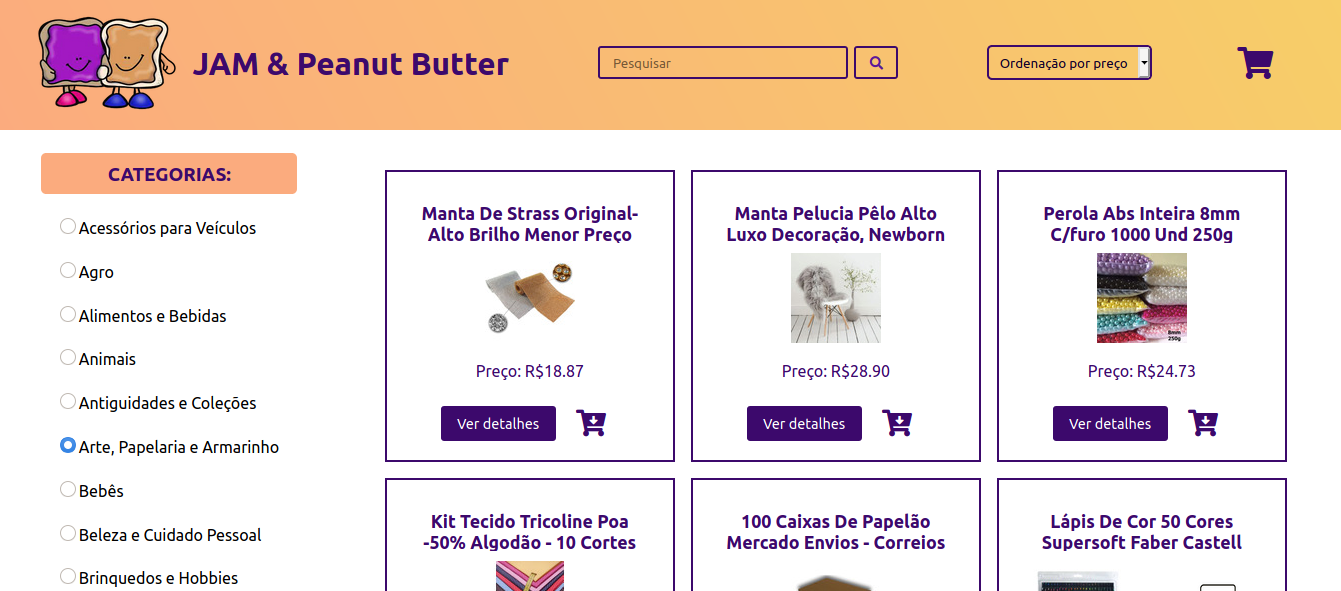 JAM & Peanut Butter
Pesquisar
Ordenação por preço
CATEGORIAS:
Acessórios para Veículos
Agro
Alimentos e Bebidas
Animais
Antiguidades e Coleções
Arte, Papelaria e Armarinho
Bebês
Beleza e Cuidado Pessoal
Brinquedos e Hobbies
Manta De Strass Original-
Alto Brilho Menor Preço
Preço: R$18.87
Ver detalhes
Manta Pelucia Pêlo Alto
Luxo Decoração, Newborn
Preço: R$28.90
Ver detalhes
Perola Abs Inteira 8mm
C/furo 1000 Und 250g
8mm
250g
Preço: R$24.73
Ver detalhes
Kit Tecido Tricoline Poa
-50% Algodão - 10 Cortes
100 Caixas De Papelão
Mercado Envios - Correios
Lápis De Cor 50 Cores
Supersoft Faber Castell